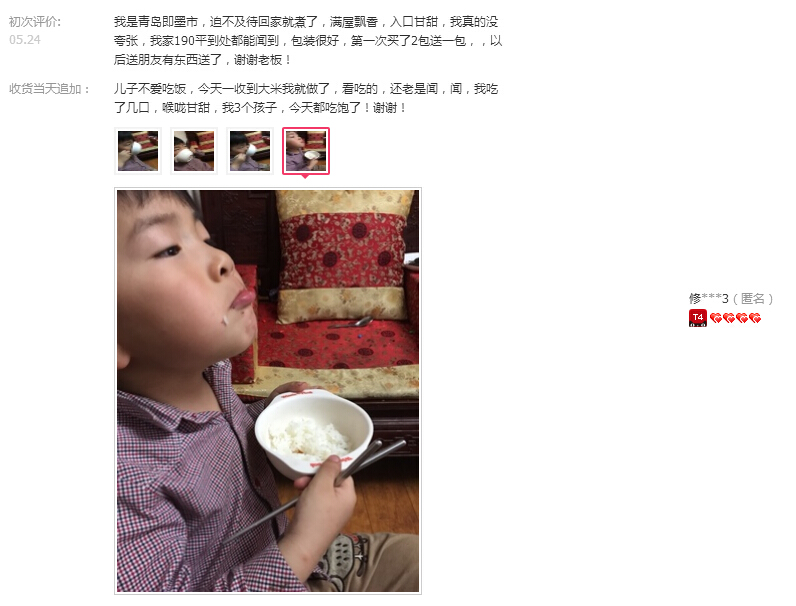 初次评价:
05.24
我是青岛即墨市，迫不及待回家就煮了，满屋飘香，入口甘甜，我真的没
夸张，我家190平到处都能闻到，包装很好，第一次买了2包送一包，，以
后送朋友有东西送了，谢谢老板！
收货当天追加：
儿子不爱吃饭，今天一收到大米我就做了，看吃的，还老是闻，闻，我吃
了几口，喉咙甘甜，我3个孩子，今天都吃饱了！谢谢！
修***3（匿名）
T4